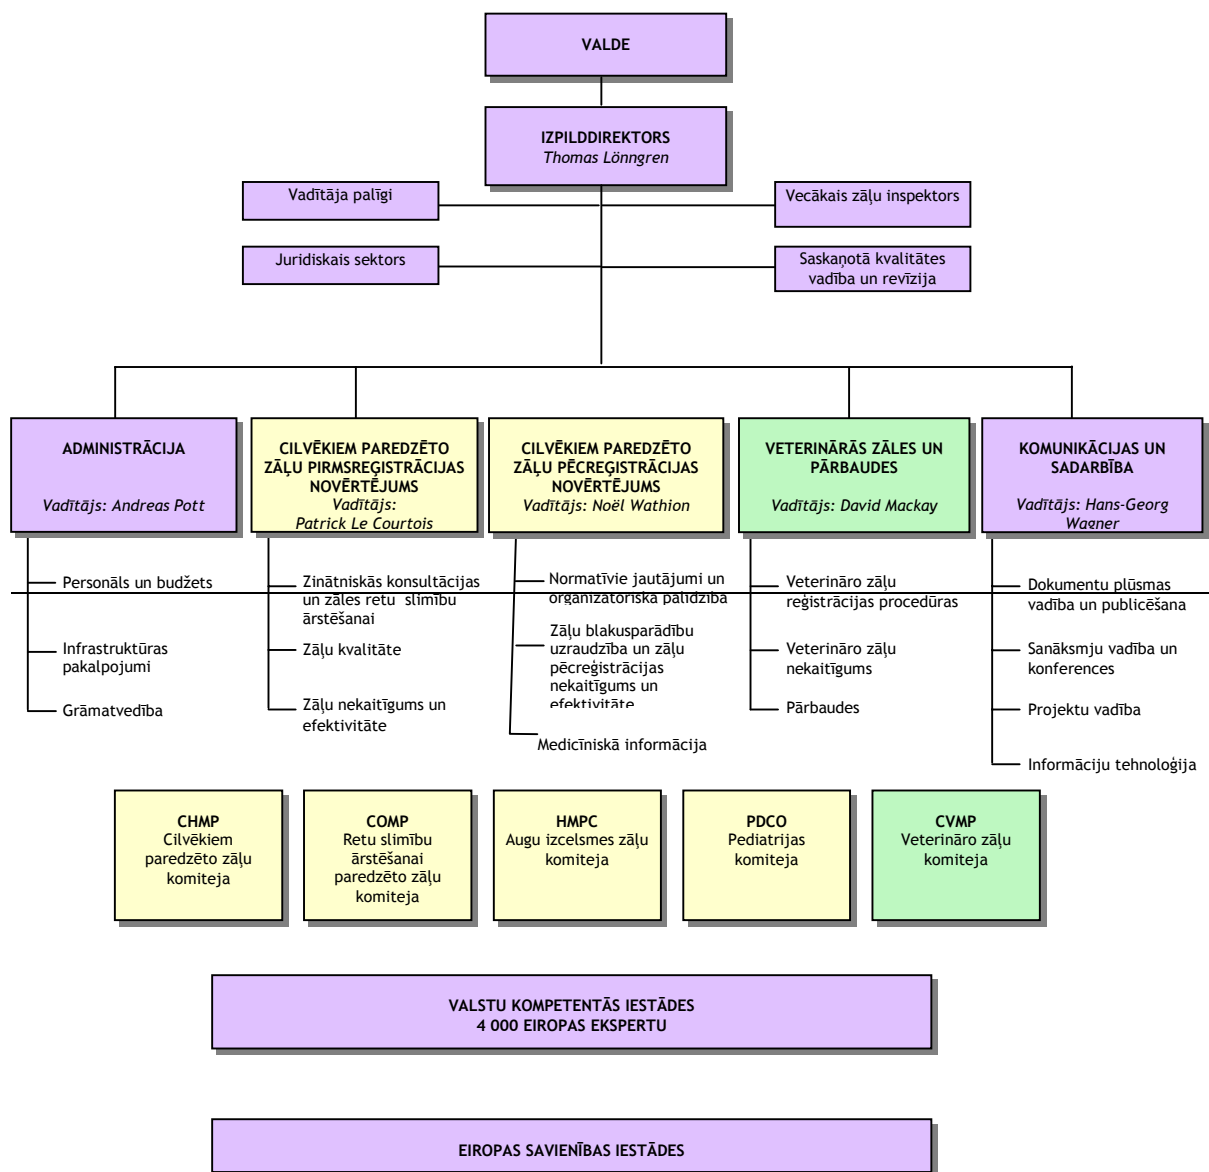 VALDE
IZPILDDIREKTORS
Thomas Lönngren
Vadītāja palīgi
Vecākais zāļu inspektors
Juridiskais sektors
Saskaņotā kvalitātes
vadība un revīzija
ADMINISTRĀCIJA
Vadītājs: Andreas Pott
CILVĒKIEM PAREDZĒTO
ZĀĻU PIRMSREĢISTRĀCIJAS
NOVĒRTĒJUMS
Vadītājs:
Patrick Le Courtois
CILVĒKIEM PAREDZĒTO
ZĀĻU PĒCREĢISTRĀCIJAS
NOVĒRTĒJUMS
Vadītājs: Noël Wathion
VETERINĀRĀS ZĀLES UN
PĀRBAUDES
Vadītājs: David Mackay
KOMUNIKĀCIJAS UN
SADARBĪBA
Vadītājs: Hans-Georg
Wagner
Personāls un budžets
Infrastruktūras
pakalpojumi
Grāmatvedība
Zinātniskās konsultācijas
un zāles retu slimību
ārstēšanai
Zāļu kvalitāte
Zāļu nekaitīgums un
efektivitāte
Normatīvie jautājumi un
organizatoriskā palīdzība
Zāļu blakusparādību
uzraudzība un zāļu
pēcreģistrācijas
nekaitīgums un
efektivitāte
Medicīniskā informācija
Veterināro zāļu
reģistrācijas procedūras
Veterināro zāļu
nekaitīgums
Pārbaudes
Dokumentu plūsmas
vadība un publicēšana
Sanāksmju vadība un
konferences
Projektu vadība
Informāciju tehnoloģija
CHMP
Cilvēkiem
paredzēto zāļu
komiteja
COMP
Retu slimību
ārstēšanai
paredzēto zāļu
komiteja
HMPC
Augu izcelsmes zāļu
komiteja
PDCO
Pediatrijas
komiteja
CVMP
Veterināro zāļu
komiteja
VALSTU KOMPETENTĀS IESTĀDES
4 000 EIROPAS EKSPERTU
EIROPAS SAVIENĪBAS IESTĀDES